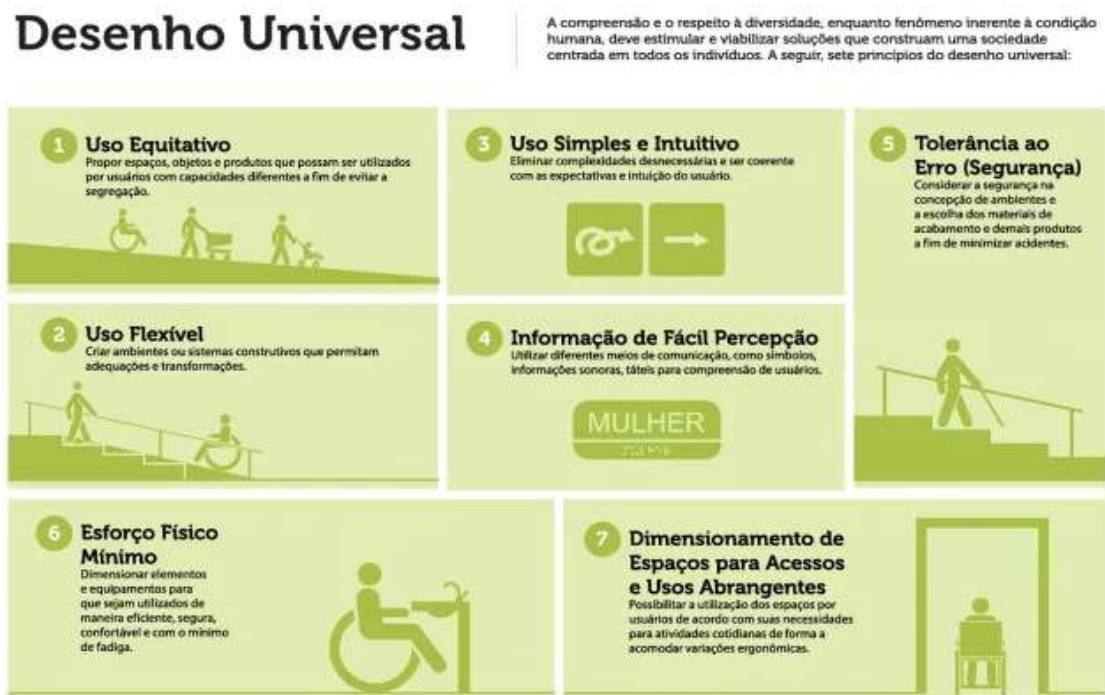 Desenho Universal
A compreensão e o respeito à diversidade, enquanto fenômeno inerente à condição
humana, deve estimular e viabilizar soluções que construam uma sociedade
centrada em todos os indivíduos. A seguir, sete princípios do desenho universal:
1 Uso Equitativo
Propor espaços, objetos e produtos que possam ser utilizados
por usuários com capacidades diferentes a fim de evitar a
segregação.
2 Uso Flexível
Criar ambientes ou sistemas construtivos que permitam
adequações e transformações.
3 Uso Simples e Intuitivo
Eliminar complexidades desnecessárias e ser coerente
com as expectativas e intuição do usuário.
4 Informação de Fácil Percepção
Utilizar diferentes meios de comunicação, como símbolos,
informações sonoras, táteis para compreensão de usuários.
MULHER
5 Tolerância ao
Erro (Segurança)
Considerar a segurança na
concepção de ambientes e
a escolha dos materiais de
acabamento e demais produtos
a fim de minimizar acidentes.
6 Esforço Físico
Mínimo
Dimensionar elementos
e equipamentos para
que sejam utilizados de
maneira eficiente, segura,
confortável e com o mínimo
de fadiga.
7 Dimensionamento de
Espaços para Acessos
e Usos Abrangentes
Possibilitar a utilização dos espaços por
usuários de acordo com suas necessidades
para atividades cotidianas de forma a
acomodar variações ergonômicas.